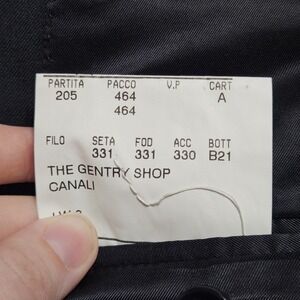 PARTITA PACCO V.P CART
205 464 A
464
FILO SETA FOD ACC BOTT
331 331 330 B21
THE GENTRY SHOP
CANALI